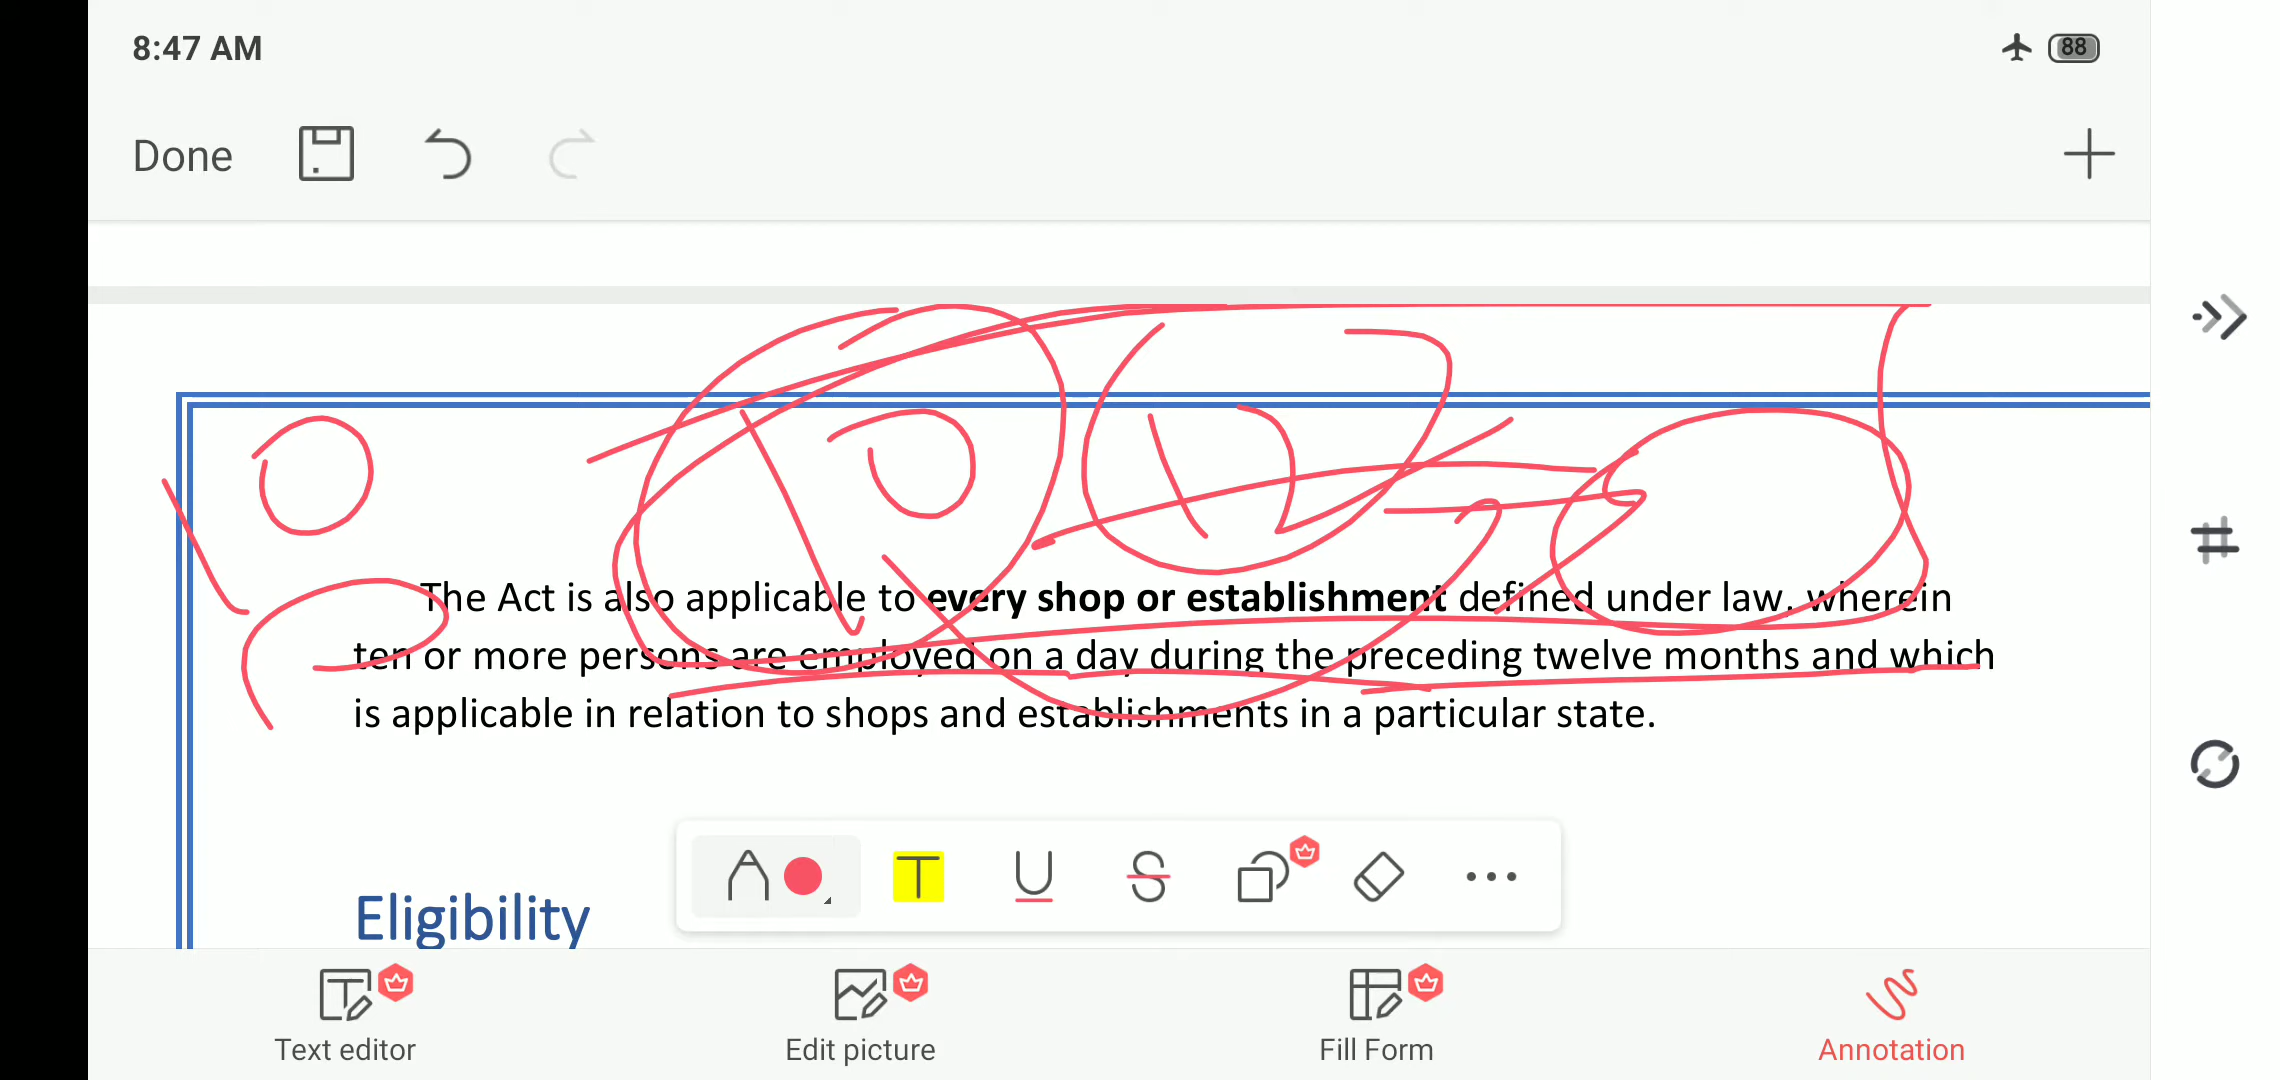 8:47 AM
88
Done
The Act is also applicable to every shop or establishment defined under law, wherein
ten or more persons are employed on a day during the preceding twelve months and which
is applicable in relation to shops and establishments in a particular state.
Eligibility
Text editor
Edit picture
Fill Form
Annotation